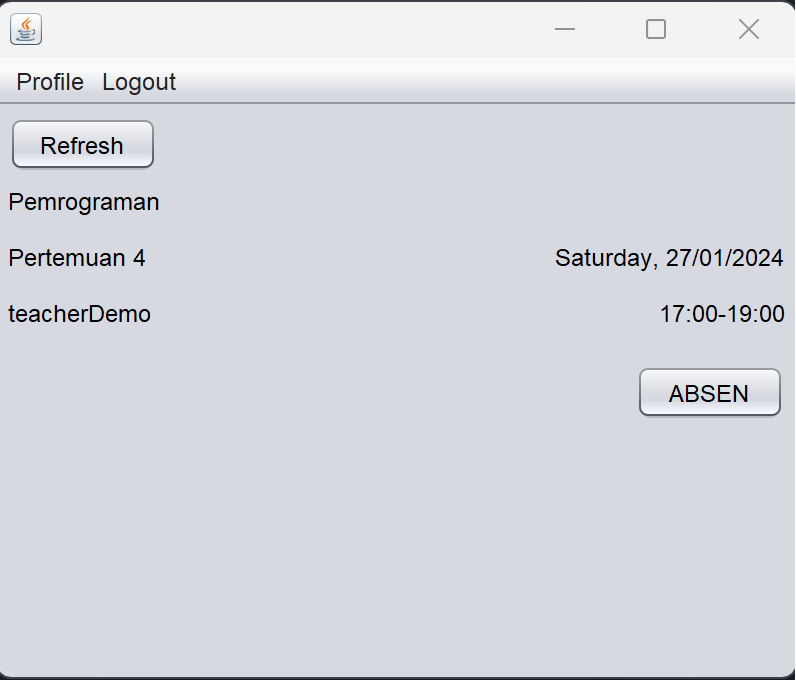 Profile Logout
Refresh
Pemrograman
Pertemuan 4 Saturday, 27/01/2024
teacherDemo 17:00-19:00
ABSEN